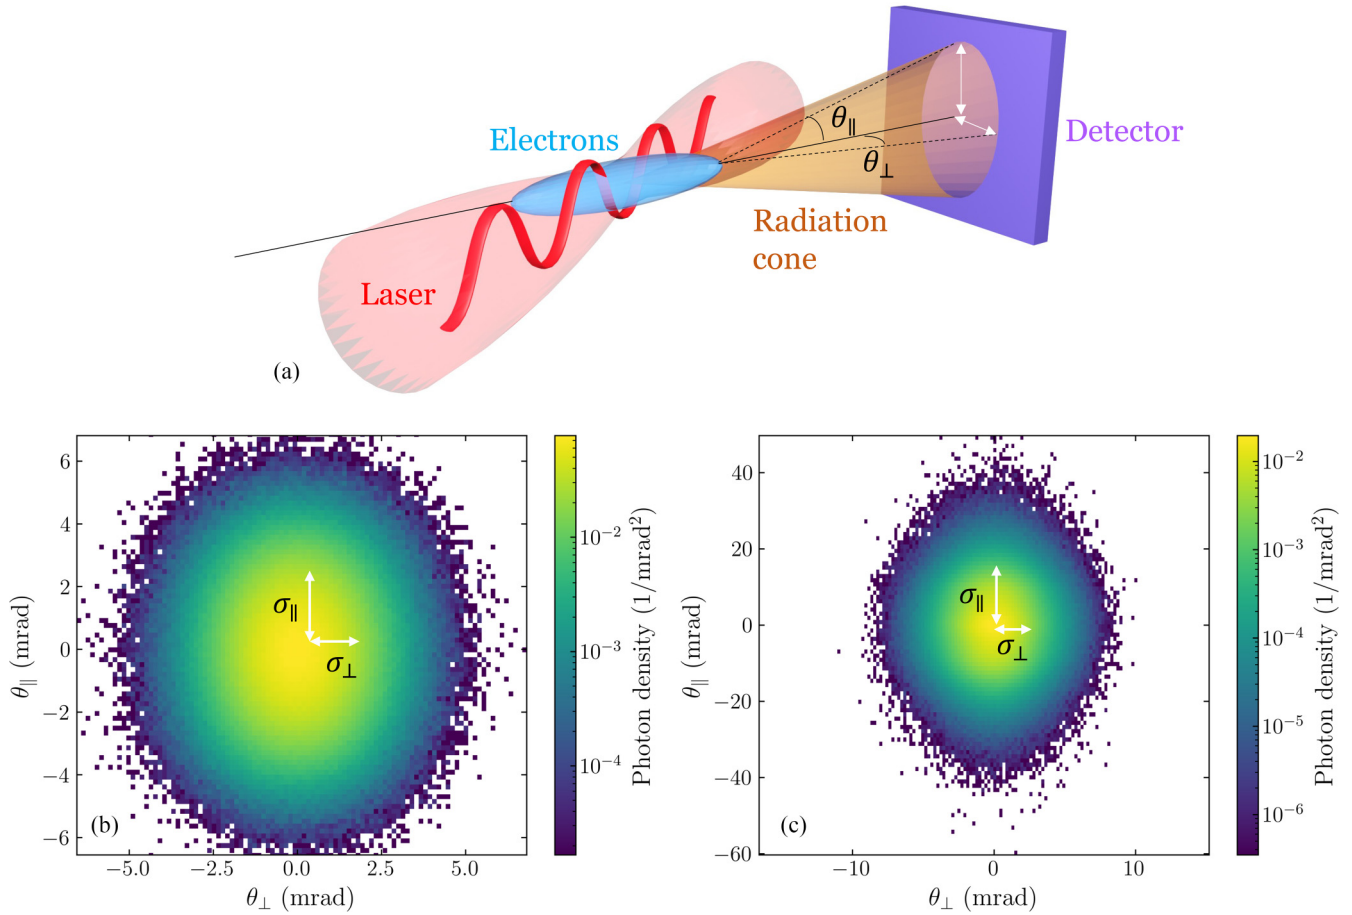 Electrons
θ∥
θ⊥
Detector
Radiation
cone
Laser
(a)
6
4
2
0
−2
−4
−6
θ∥ (mrad)
σ∥
σ⊥
(b)
−5.0
−2.5
0.0
2.5
5.0
θ⊥ (mrad)
10⁻²
10⁻³
10⁻⁴
Photon density (1/mrad²)
40
20
0
−20
−40
−60
θ∥ (mrad)
σ∥
σ⊥
(c)
−10
0
10
θ⊥ (mrad)
10⁻²
10⁻³
10⁻⁴
10⁻⁵
10⁻⁶
Photon density (1/mrad²)